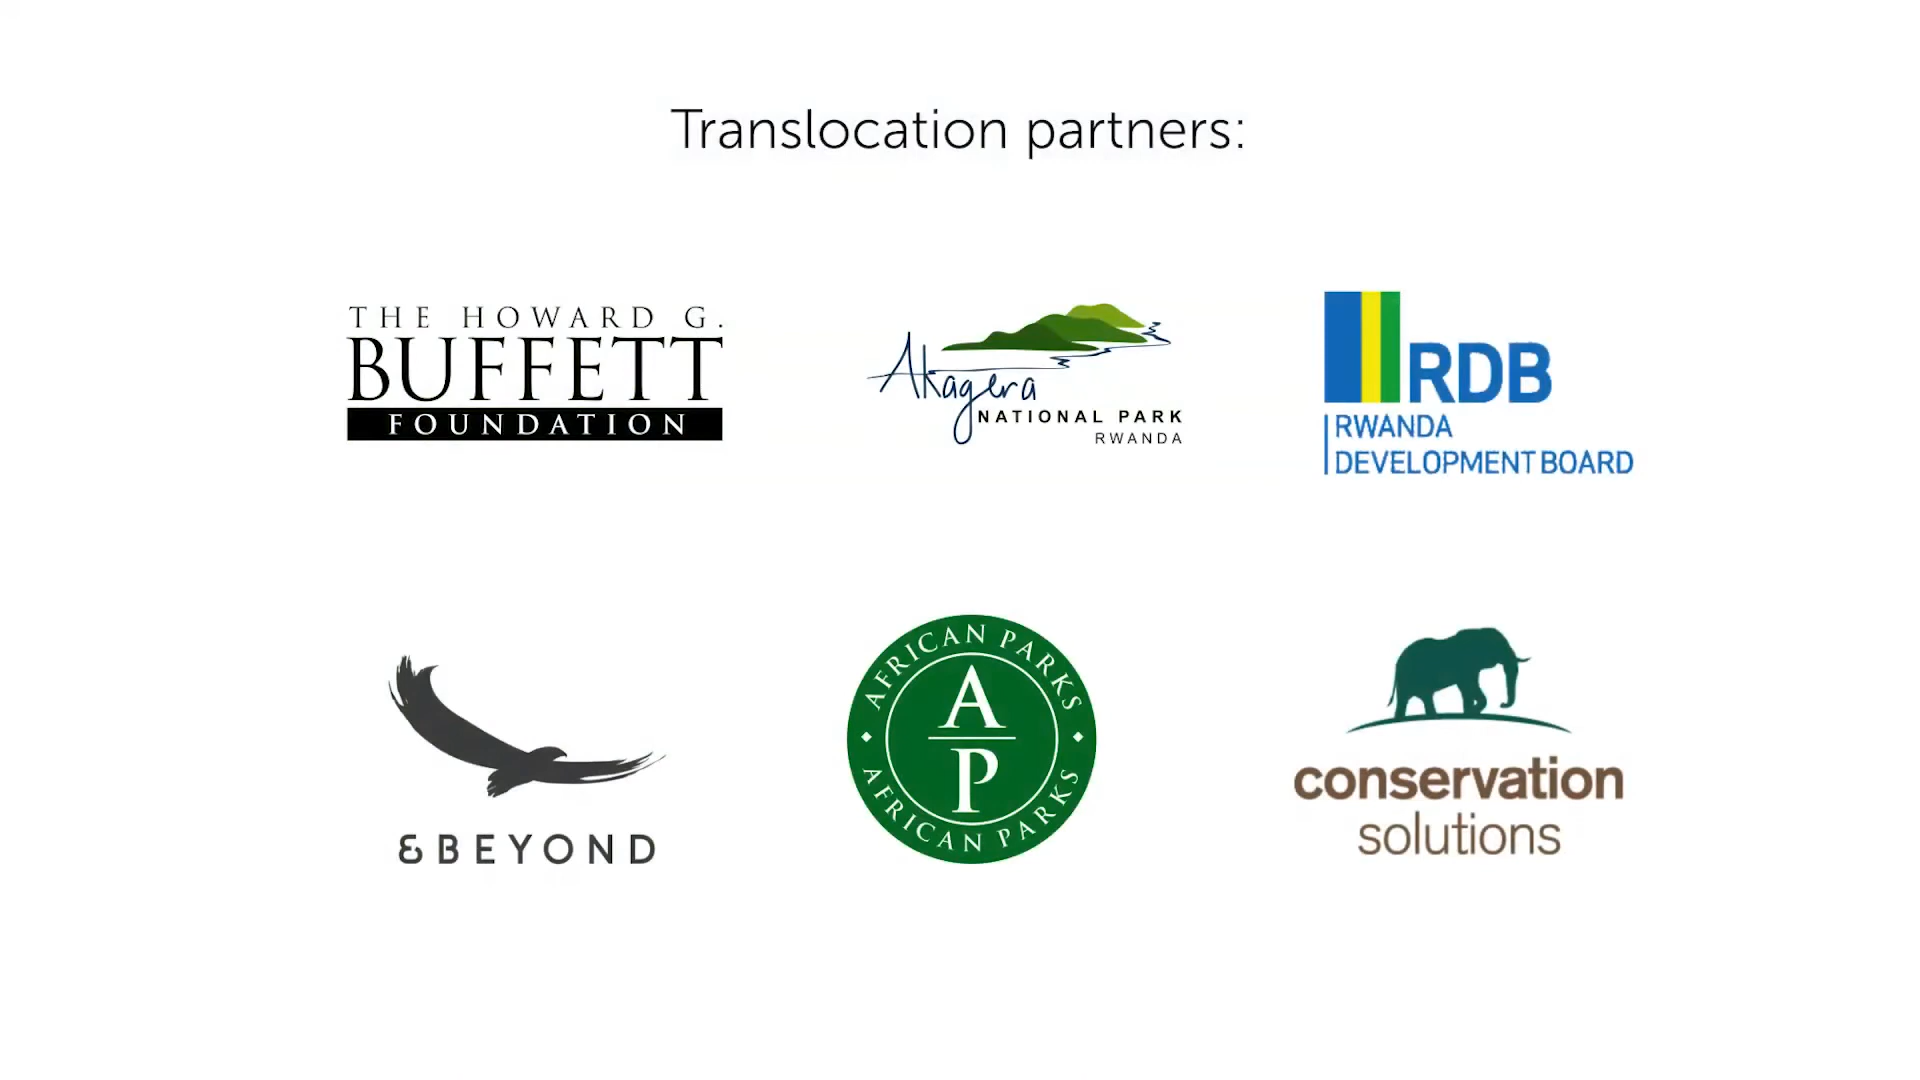 Translocation partners:
THE HOWARD G.
BUFFETT
FOUNDATION
Akagera
NATIONAL PARK
RWANDA
RDB
RWANDA
DEVELOPMENT BOARD
&BEYOND
AFRICAN PARKS
A
P
AFRICAN PARKS
conservation
solutions